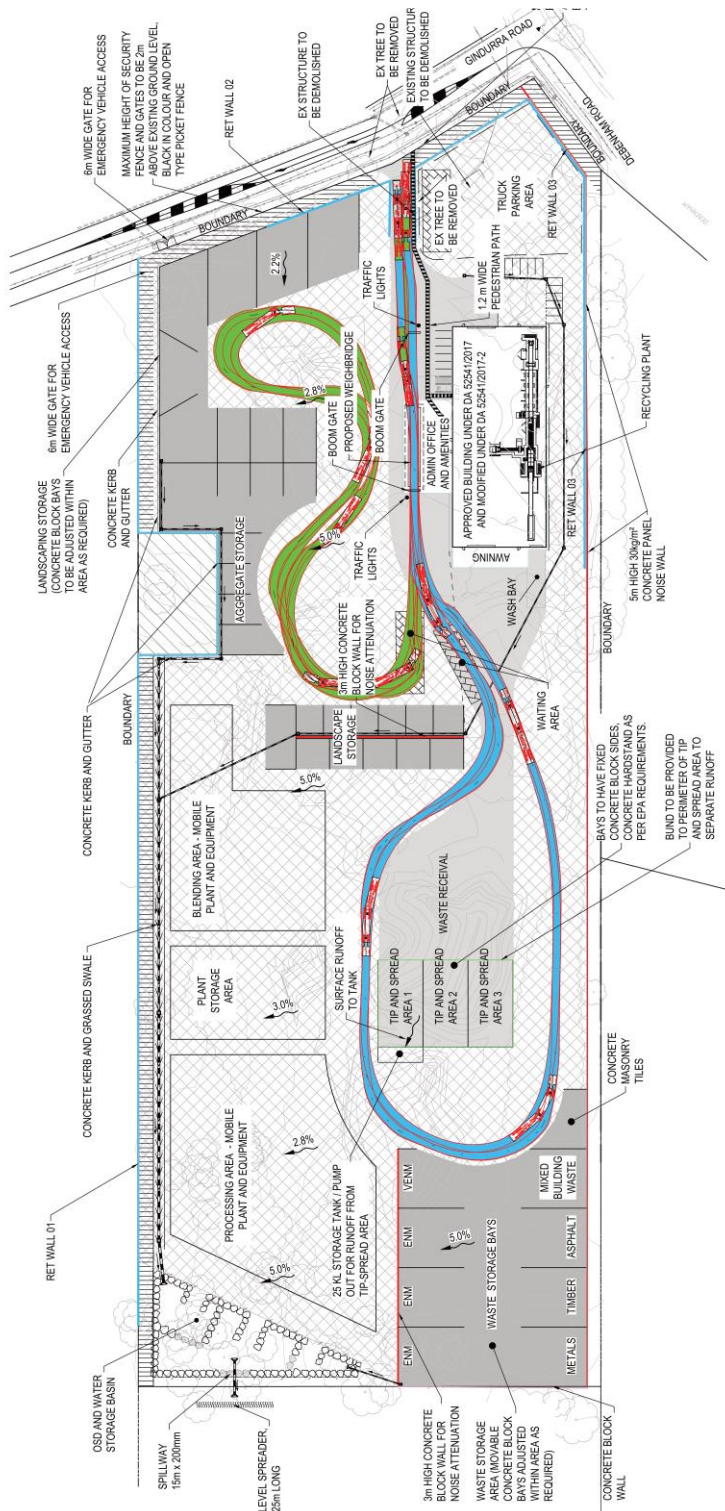 6m WIDE GATE FOR
EMERGENCY VEHICLE ACCESS
MAXIMUM HEIGHT OF SECURITY
FENCE AND GATES TO BE 2m
ABOVE EXISTING GROUND LEVEL,
BLACK IN COLOUR AND OPEN
TYPE PICKET FENCE
RET WALL 02
EX STRUCTURE TO
BE DEMOLISHED
EX TREE TO
BE REMOVED
EXISTING STRUCTUR
TO BE DEMOLISHED
GINDURRA ROAD
BOUNDARY
BOUNDARY
BOUNDARY
DEBENHAM ROAD
6m WIDE GATE FOR
EMERGENCY VEHICLE ACCESS
LANDSCAPING STORAGE
(CONCRETE BLOCK BAYS
TO BE ADJUSTED WITHIN
AREA AS REQUIRED)
CONCRETE KERB
AND GUTTER
2.2%
EX TREE TO
BE REMOVED
TRUCK
PARKING
AREA
RET WALL 03
TRAFFIC
LIGHTS
1.2 m WIDE
PEDESTRIAN PATH
2.8%
BOOM GATE
PROPOSED WEIGHBRIDGE
BOOM GATE
ADMIN OFFICE
AND AMENITIES
APPROVED BUILDING UNDER DA 52541/2017
AND MODIFIED UNDER DA 52541/2017-2
RECYCLING PLANT
RET WALL 03
5m HIGH 30kg/m²
CONCRETE PANEL
NOISE WALL
AGGREGATE STORAGE
5.0%
TRAFFIC
LIGHTS
AWNING
WASH BAY
BOUNDARY
CONCRETE KERB AND GUTTER
BOUNDARY
3m HIGH CONCRETE
BLOCK WALL FOR
NOISE ATTENUATION
LANDSCAPE
STORAGE
WAITING
AREA
BAYS TO HAVE FIXED
CONCRETE BLOCK SIDES,
CONCRETE HARDSTAND AS
PER EPA REQUIREMENTS.
BUND TO BE PROVIDED
TO PERIMETER OF TIP
AND SPREAD AREA TO
SEPARATE RUNOFF
5.0%
BLENDING AREA - MOBILE
PLANT AND EQUIPMENT
WASTE RECEIVAL
CONCRETE KERB AND GRASSED SWALE
PLANT
STORAGE
AREA
3.0%
SURFACE RUNOFF
TO TANK
TIP AND SPREAD
AREA 1
TIP AND SPREAD
AREA 2
TIP AND SPREAD
AREA 3
CONCRETE
MASONRY
TILES
RET WALL 01
PROCESSING AREA - MOBILE
PLANT AND EQUIPMENT
2.8%
5.0%
25 KL STORAGE TANK / PUMP
OUT FOR RUNOFF FROM
TIP-SPREAD AREA
VENM
ENM
ENM
ENM
WASTE STORAGE BAYS
5.0%
MIXED
BUILDING
WASTE
ASPHALT
TIMBER
METALS
OSD AND WATER
STORAGE BASIN
SPILLWAY
15m x 200mm
LEVEL SPREADER,
25m LONG
3m HIGH CONCRETE
BLOCK WALL FOR
NOISE ATTENUATION
WASTE STORAGE
AREA (MOVABLE
CONCRETE BLOCK
BAYS ADJUSTED
WITHIN AREA AS
REQUIRED)
CONCRETE BLOCK
WALL